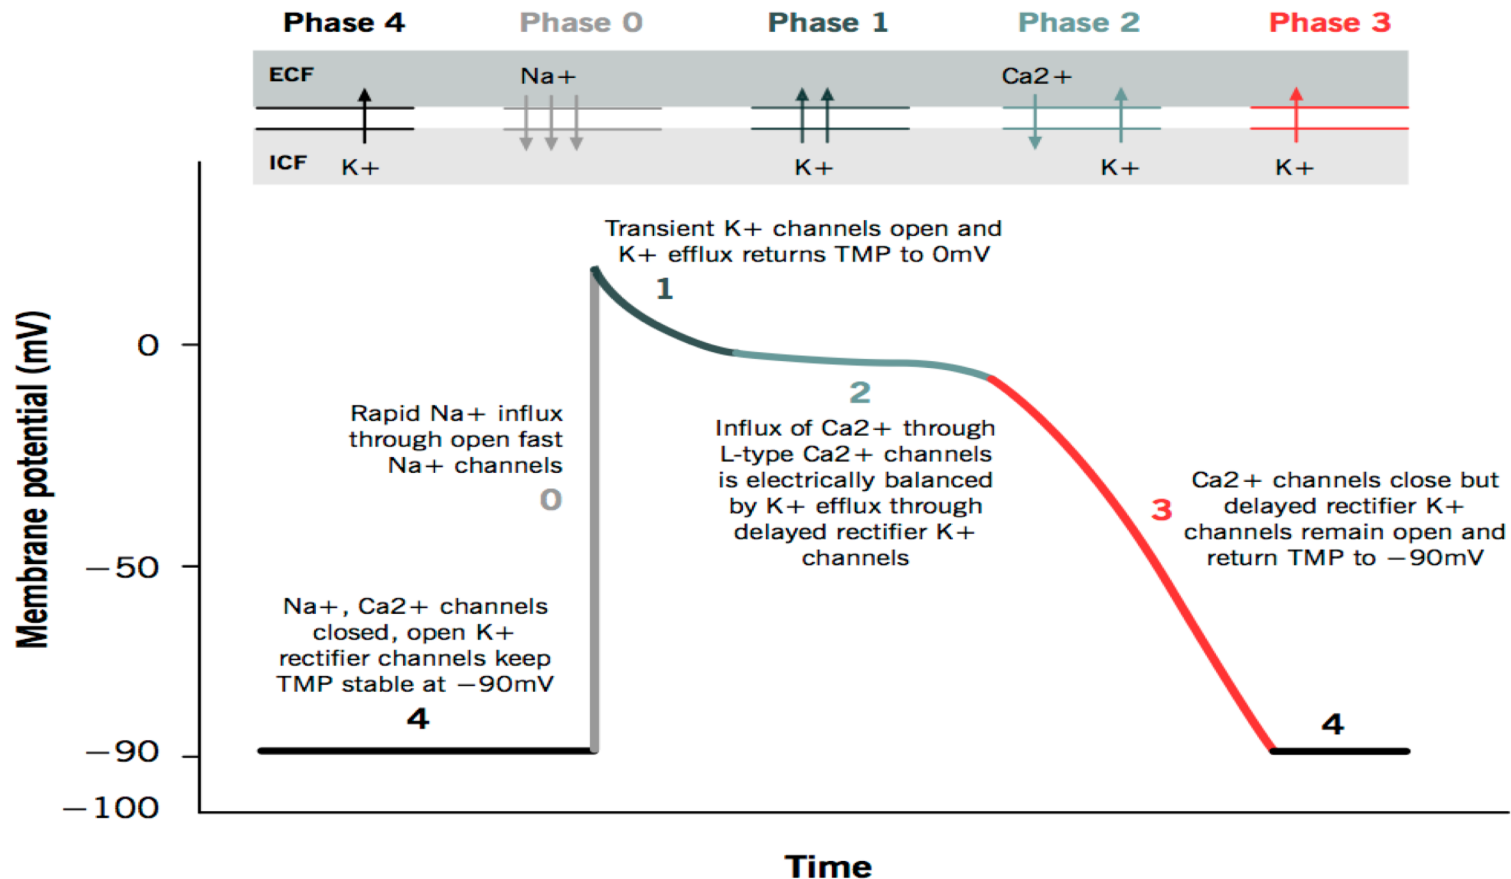 Phase 4 Phase 0 Phase 1 Phase 2 Phase 3
ECF Na+ Ca2+
ICF K+ K+ K+ K+
Transient K+ channels open and
K+ efflux returns TMP to 0mV
1
0
2
Rapid Na+ influx
through open fast
Na+ channels
0
Influx of Ca2+ through
L-type Ca2+ channels
is electrically balanced
by K+ efflux through
delayed rectifier K+
channels
3
Ca2+ channels close but
delayed rectifier K+
channels remain open and
return TMP to −90mV
−50
Na+, Ca2+ channels
closed, open K+
rectifier channels keep
TMP stable at −90mV
4
4
−90
−100
Membrane potential (mV)
Time